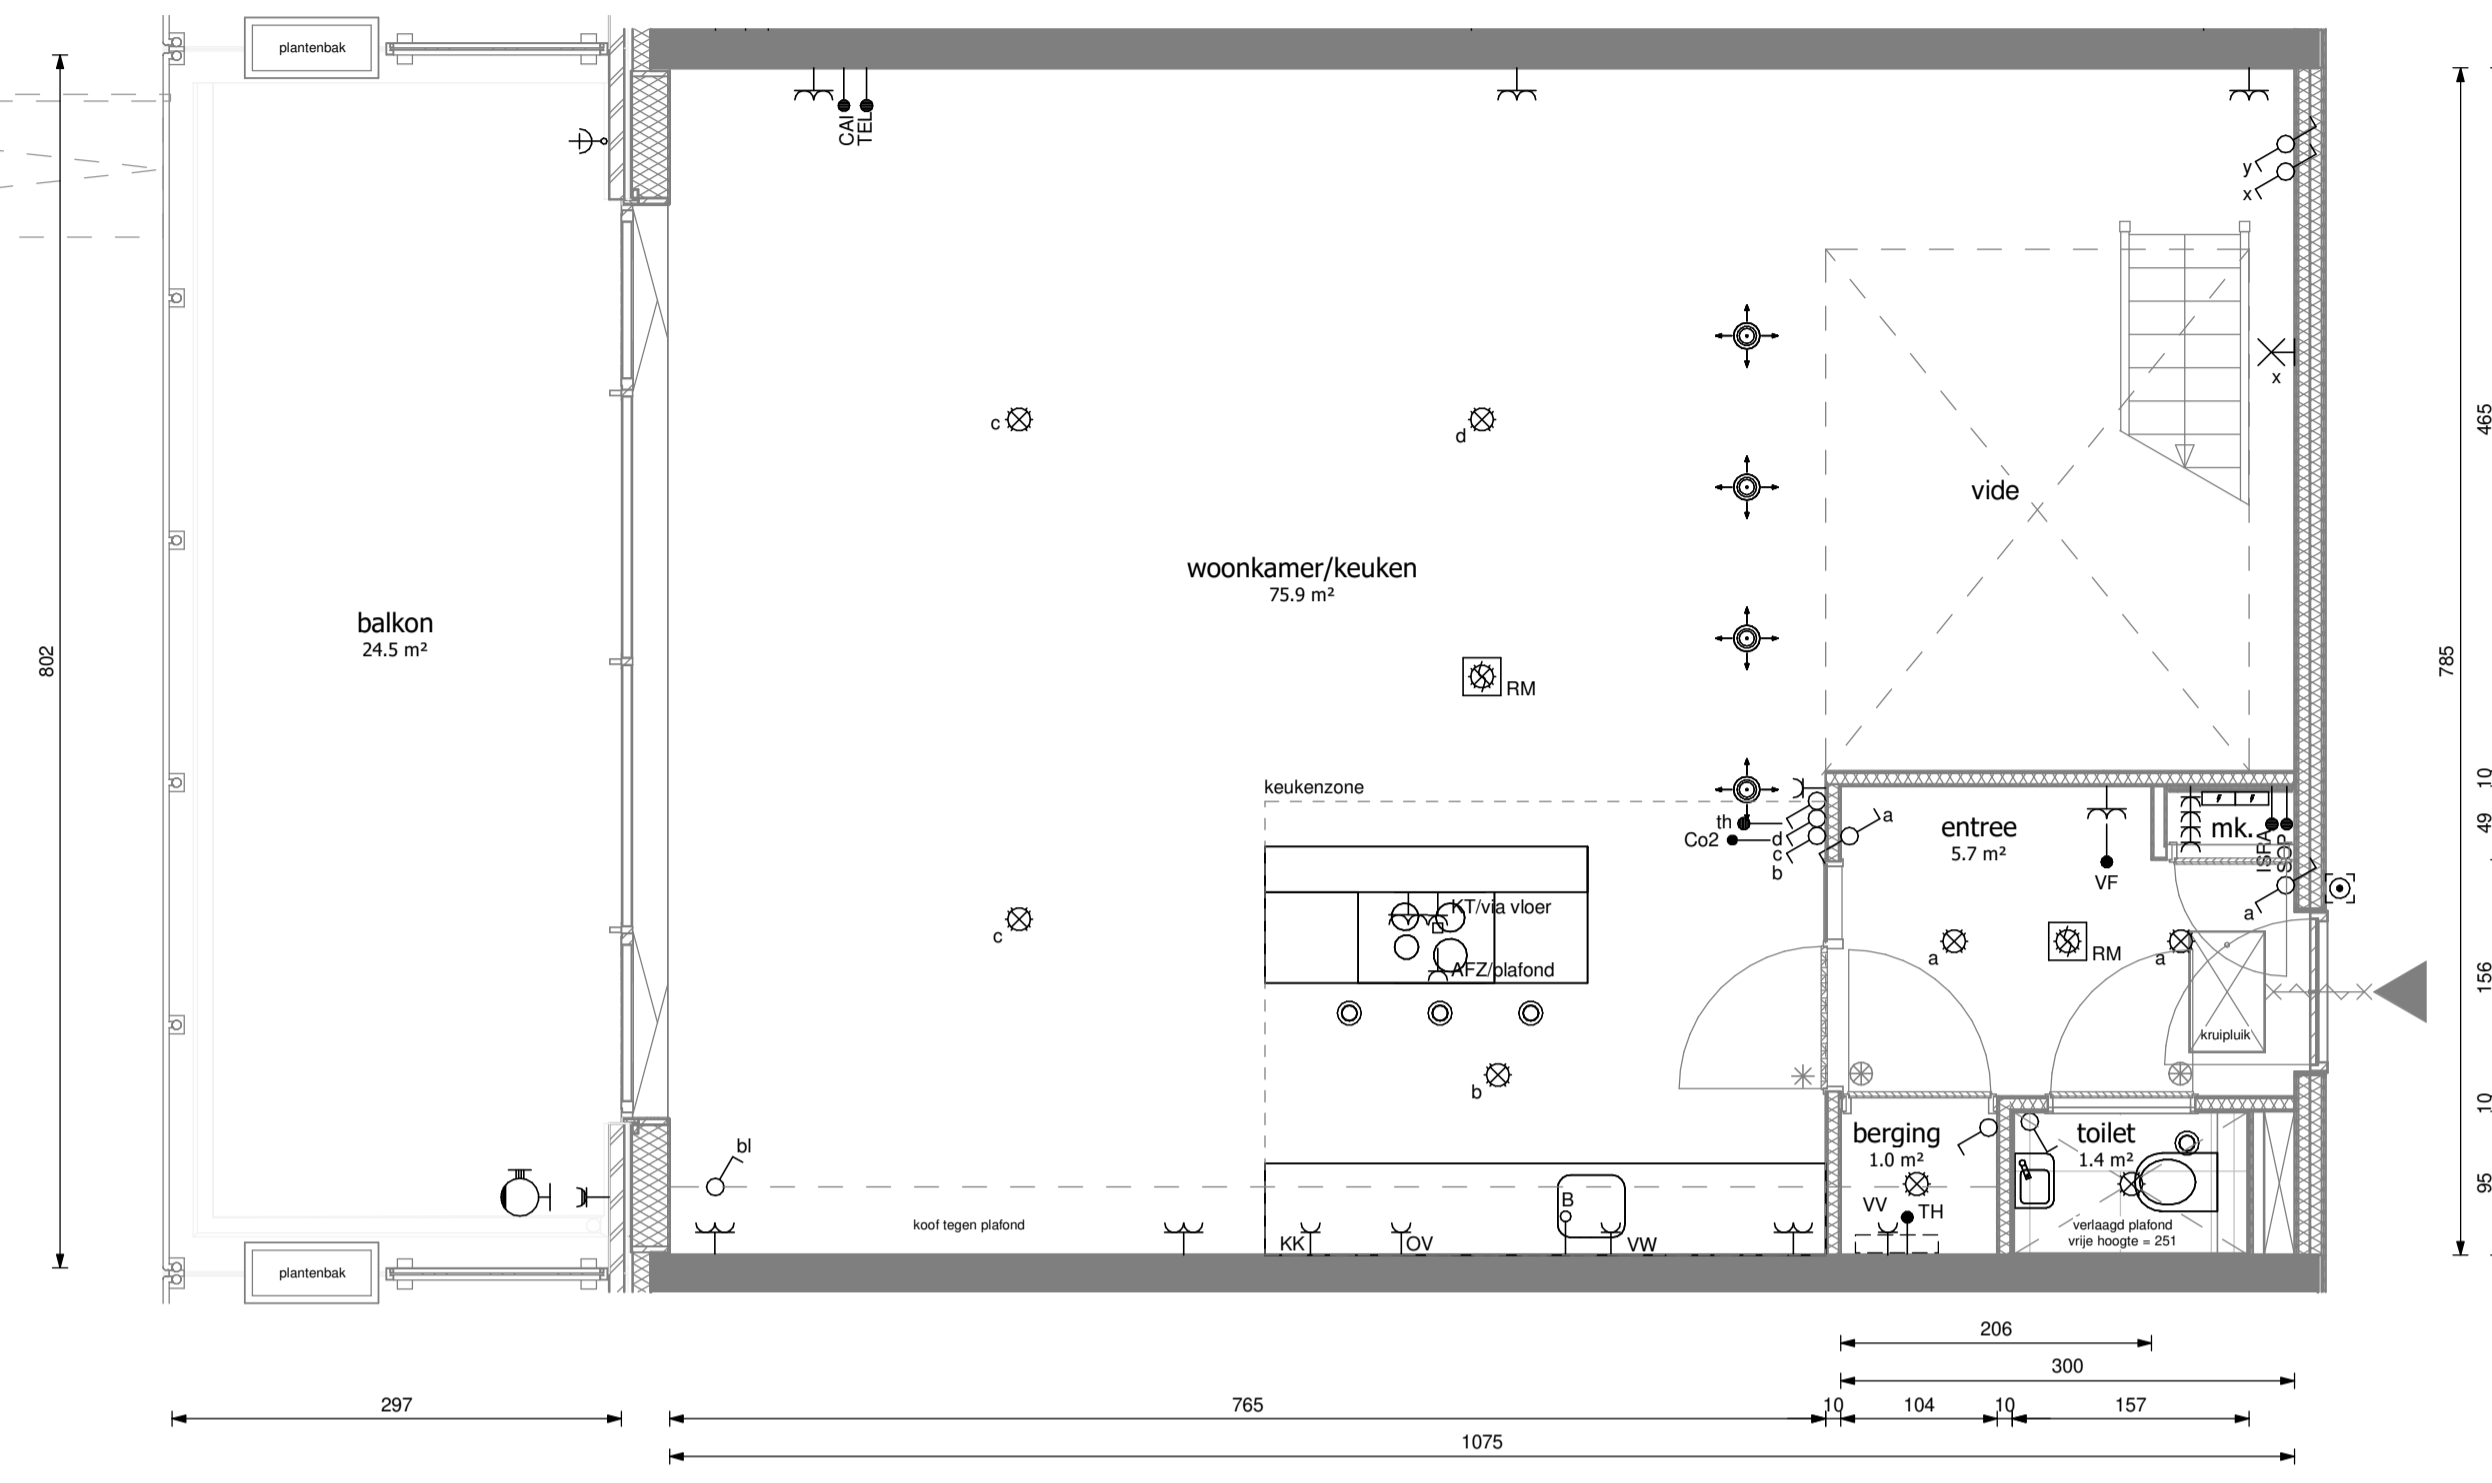 plantenbak
CAI
TEL
y
x
x
465
c
d
vide
woonkamer/keuken
75.9 m²
balkon
24.5 m²
802
785
RM
keukenzone
th
Co2
d
c
b
a
entree
5.7 m²
mk.
ISRA
SOP
10
49
VF
a
KT/via vloer
c
a
RM
a
AFZ/plafond
156
kruipluik
b
10
bl
berging
1.0 m²
toilet
1.4 m²
95
koof tegen plafond
KK
OV
B
VW
VV
TH
verlaagd plafond
vrije hoogte = 251
plantenbak
206
300
297
765
10
104
10
157
1075